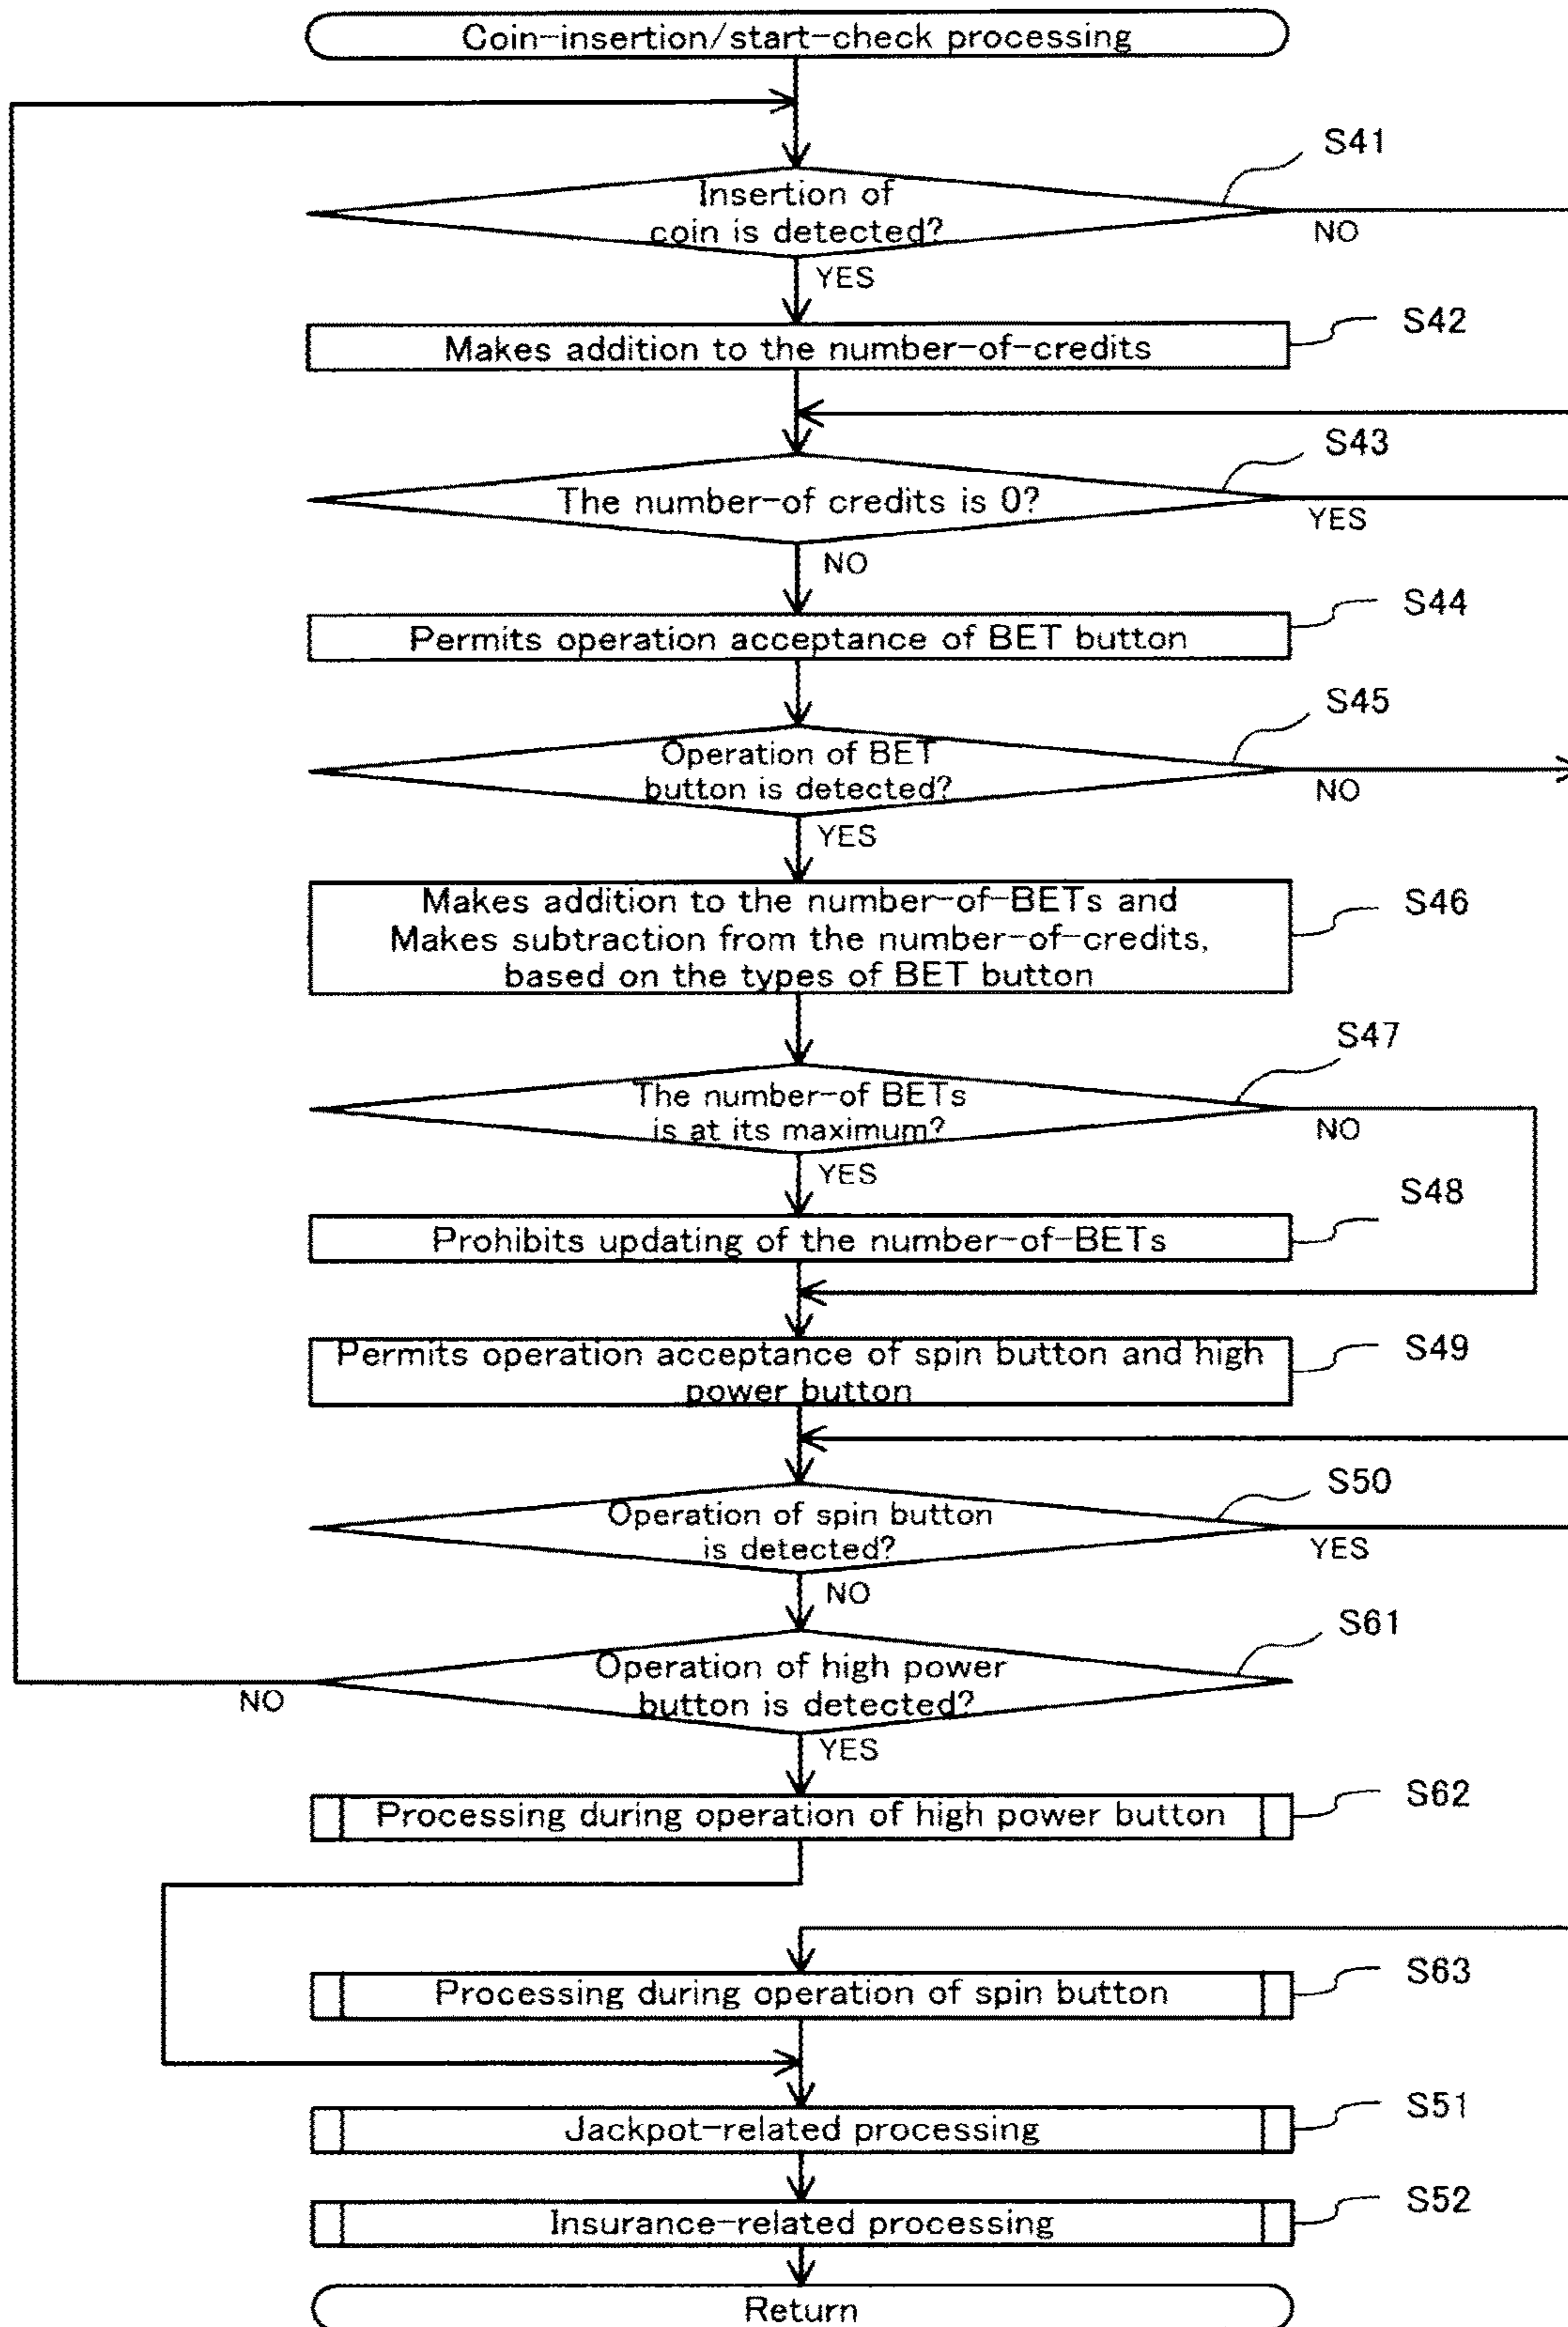 Coin-insertion/start-check processing
S41
Insertion of
coin is detected?
NO
YES
S42
Makes addition to the number-of-credits
S43
The number-of credits is 0?
YES
NO
S44
Permits operation acceptance of BET button
S45
Operation of BET
button is detected?
NO
YES
Makes addition to the number-of-BETs and
S46
Makes subtraction from the number-of-credits,
based on the types of BET button
S47
The number-of BETs
is at its maximum?
NO
YES
S48
Prohibits updating of the number-of-BETs
Permits operation acceptance of spin button and high
S49
power button
S50
Operation of spin button
is detected?
YES
NO
S61
Operation of high power
button is detected?
NO
YES
S62
Processing during operation of high power button
S63
Processing during operation of spin button
S51
Jackpot-related processing
S52
Insurance-related processing
Return